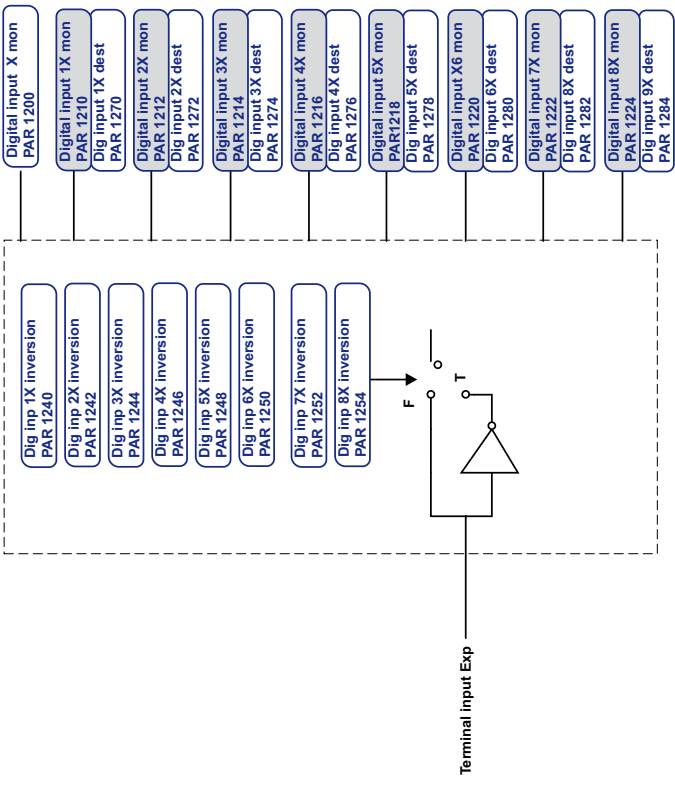 Digital input  X mon
PAR 1200
Digital input 1X mon
PAR 1210
Dig input 1X dest
PAR 1270
Digital input 2X mon
PAR 1212
Dig input 2X dest
PAR 1272
Digital input 3X mon
PAR 1214
Dig input 3X dest
PAR 1274
Digital input 4X mon
PAR 1216
Dig input 4X dest
PAR 1276
Digital input 5X mon
PAR1218
Dig input 5X dest
PAR 1278
Digital input X6 mon
PAR 1220
Dig input 6X dest
PAR 1280
Digital input 7X mon
PAR 1222
Dig input 8X dest
PAR 1282
Digital input 8X mon
PAR 1224
Dig input 9X dest
PAR 1284
Dig inp 1X inversion
PAR 1240
Dig inp 2X inversion
PAR 1242
Dig inp 3X inversion
PAR 1244
Dig inp 4X inversion
PAR 1246
Dig inp 5X inversion
PAR 1248
Dig inp 6X inversion
PAR 1250
Dig inp 7X inversion
PAR 1252
Dig inp 8X inversion
PAR 1254
F
T
Terminal input Exp